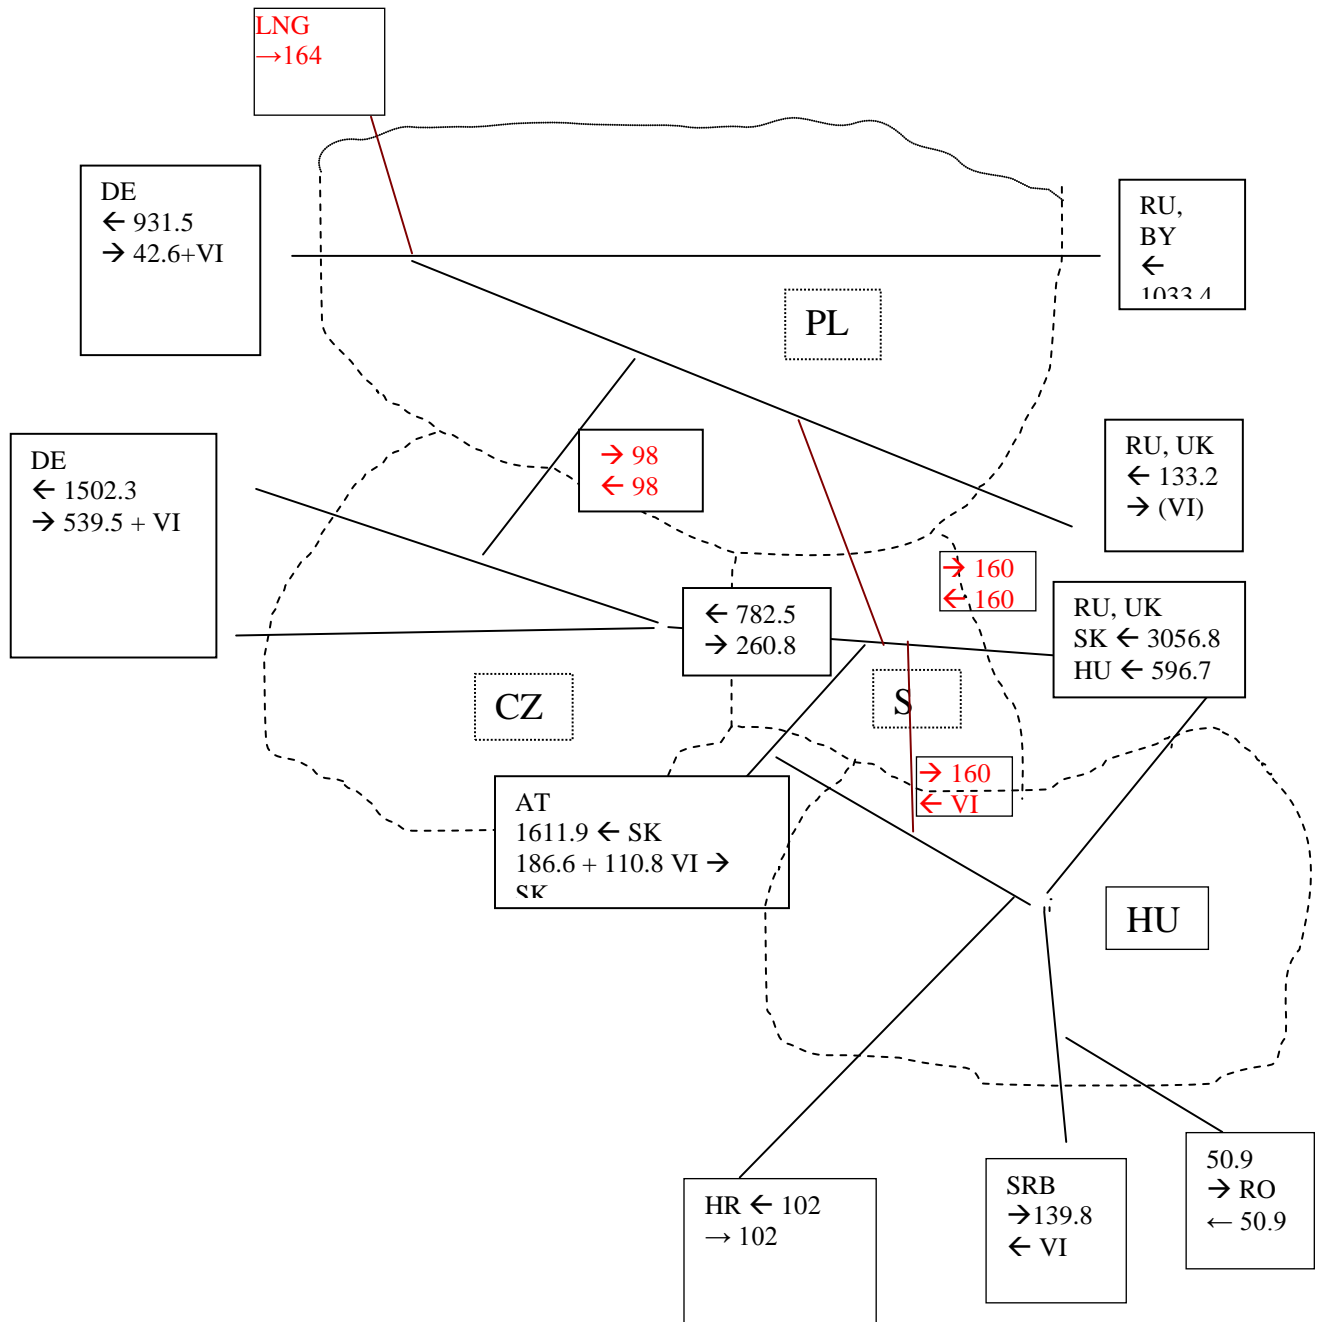 LNG
→164
DE
← 931.5
→ 42.6+VI
RU,
BY
←
1033.4
PL
DE
← 1502.3
→ 539.5 + VI
→ 98
← 98
RU, UK
← 133.2
→ (VI)
→ 160
← 160
← 782.5
→ 260.8
RU, UK
SK ← 3056.8
HU ← 596.7
CZ
S
→ 160
← VI
AT
1611.9 ← SK
186.6 + 110.8 VI →
SK
HU
HR ← 102
→ 102
SRB
→139.8
← VI
50.9
→ RO
← 50.9